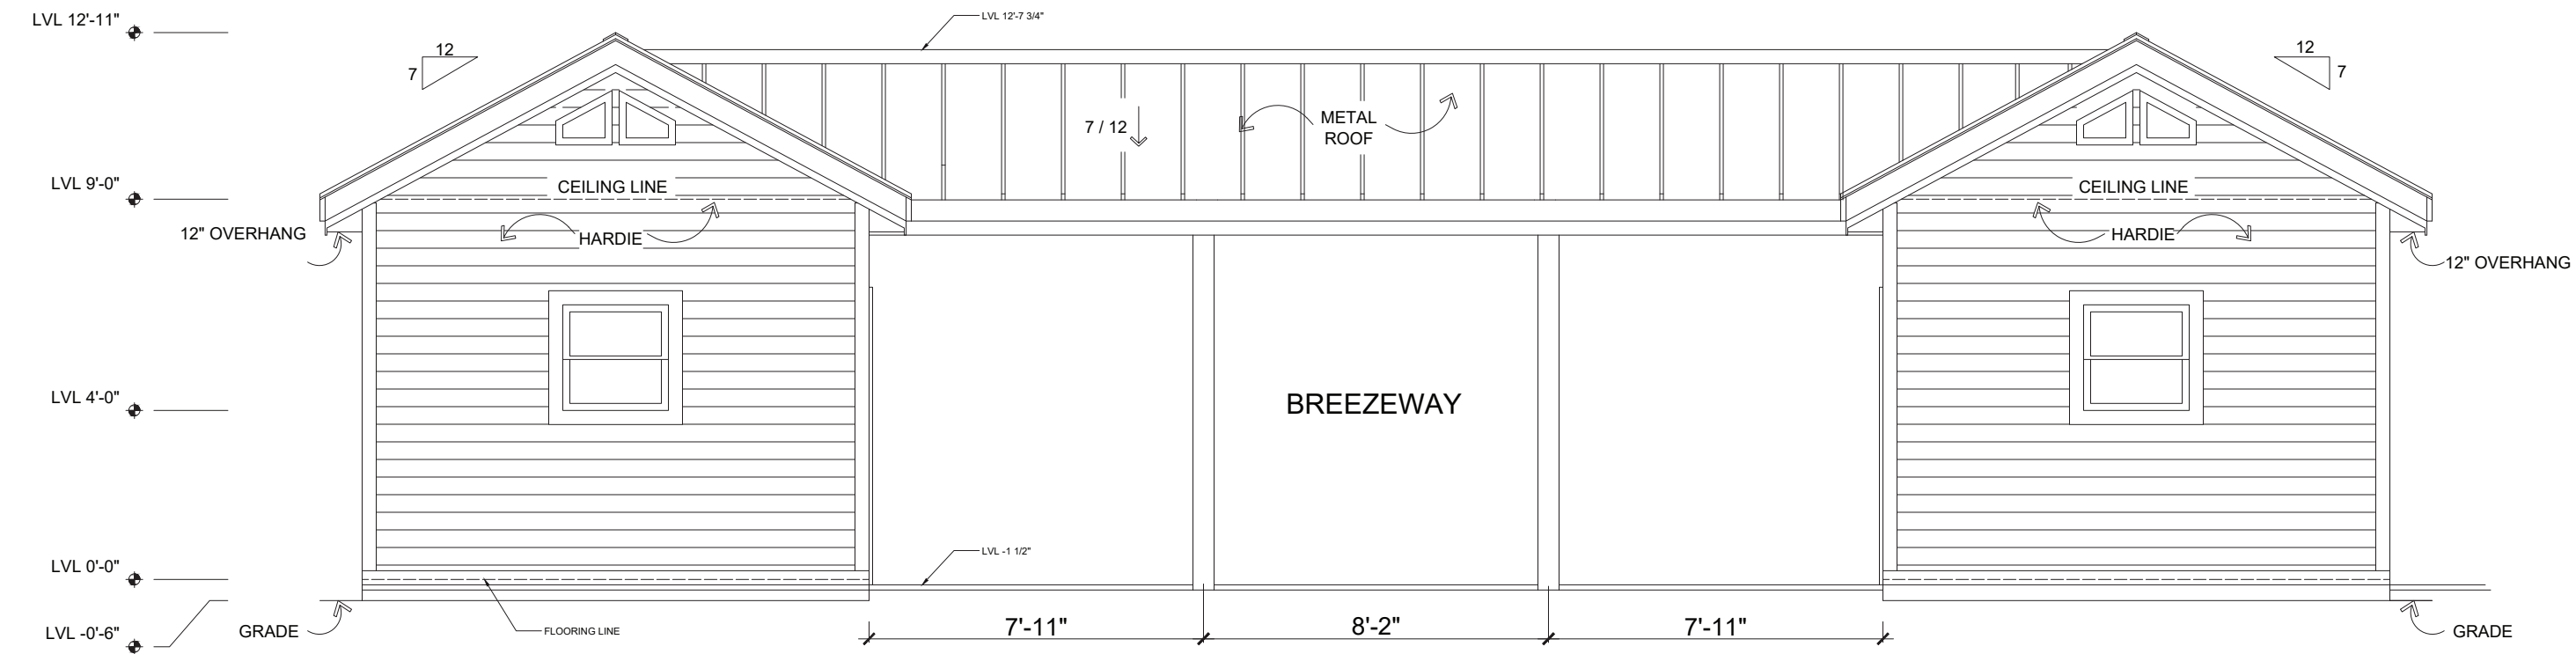 LVL 12'-11"
LVL 12'-7 3/4"
12
7
12
7
7 / 12
METAL
ROOF
LVL 9'-0"
CEILING LINE
CEILING LINE
12" OVERHANG
HARDIE
HARDIE
12" OVERHANG
LVL 4'-0"
BREEZEWAY
LVL 0'-0"
LVL -1 1/2"
LVL -0'-6"
GRADE
FLOORING LINE
7'-11"
8'-2"
7'-11"
GRADE